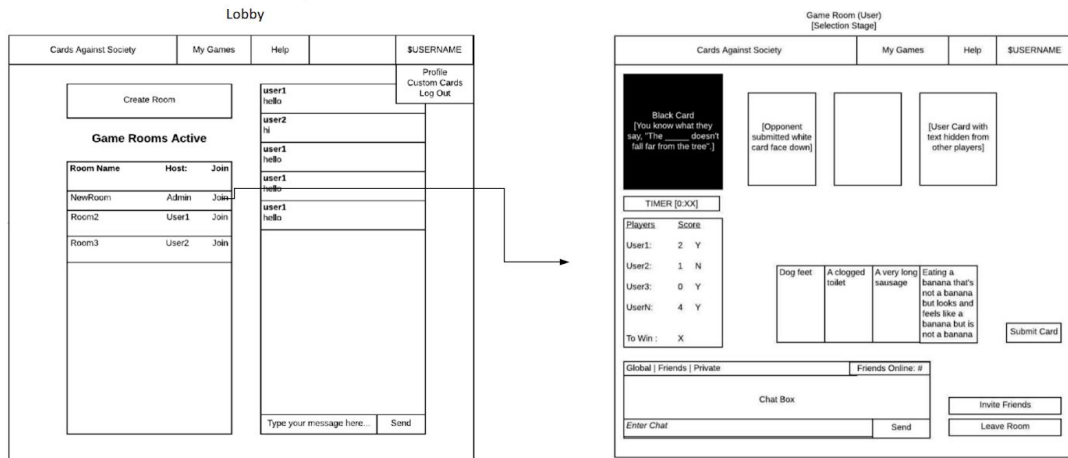 Lobby
Cards Against Society
My Games
Help
$USERNAME
Profile
Custom Cards
Log Out
Create Room
Game Rooms Active
Room Name Host: Join
NewRoom Admin Join
Room2 User1 Join
Room3 User2 Join
user1
hello
user2
hi
user1
hello
user1
hello
user1
hello
Type your message here...
Send
Game Room (User)
[Selection Stage]
Cards Against Society
My Games
Help
$USERNAME
Black Card
[You know what they
say, "The ____ doesn't
fall far from the tree".]
[Opponent
submitted white
card face down]
[User Card with
text hidden from
other players]
TIMER [0:XX]
Players Score
User1: 2 Y
User2: 1 N
User3: 0 Y
UserN: 4 Y
To Win : X
Dog feet
A clogged
toilet
A very long
sausage
Eating a
banana that's
not a banana
but looks and
feels like a
banana but is
not a banana
Submit Card
Global | Friends | Private
Friends Online: #
Chat Box
Enter Chat
Send
Invite Friends
Leave Room